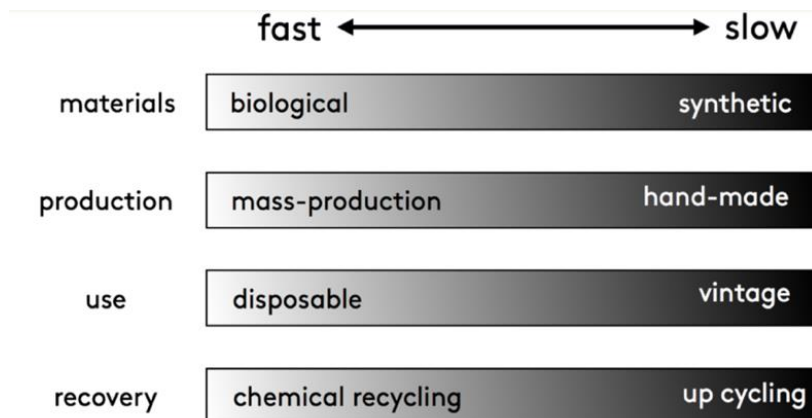 fast slow
materials biological synthetic
production mass-production hand-made
use disposable vintage
recovery chemical recycling up cycling